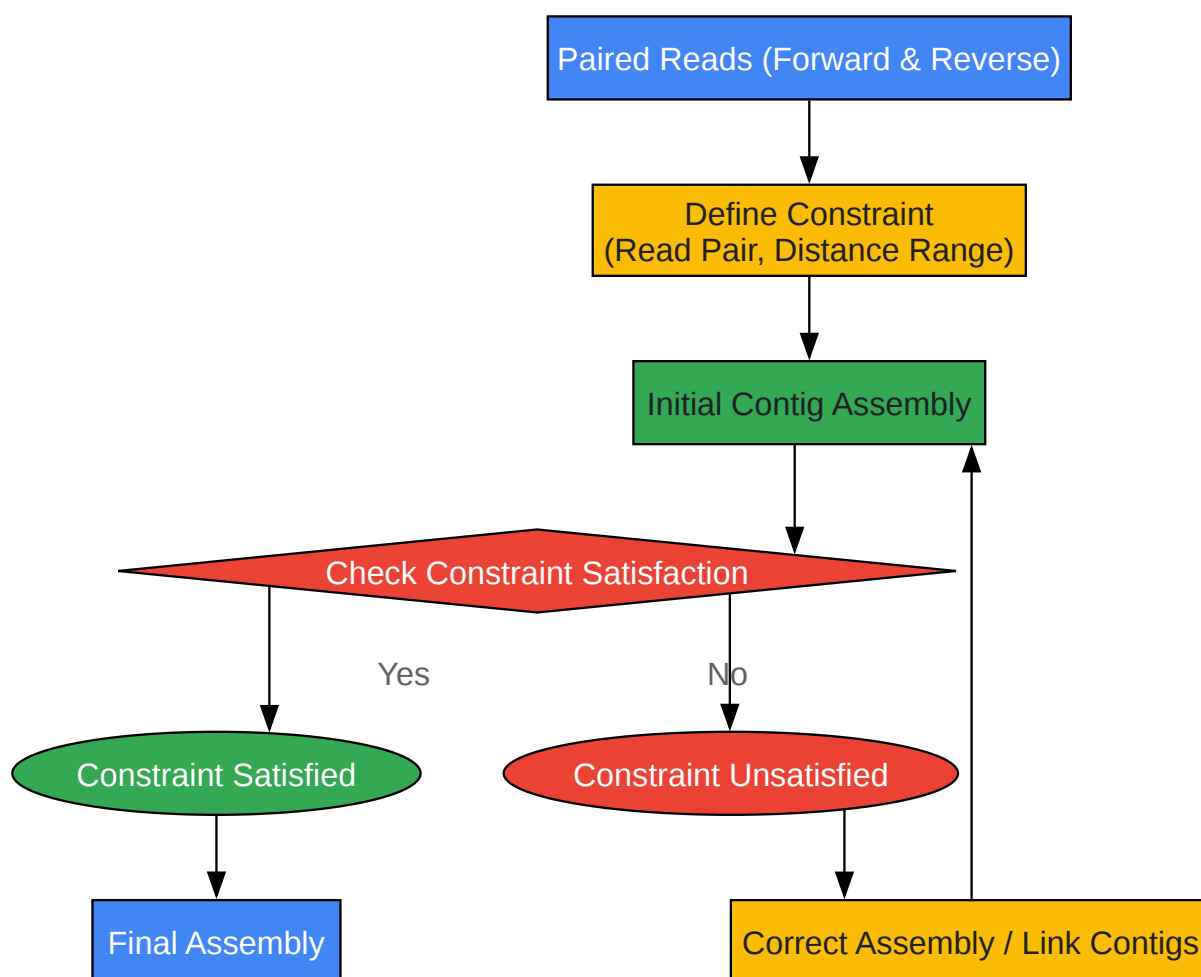 Paired Reads (Forward & Reverse)
Define Constraint
(Read Pair, Distance Range)
Initial Contig Assembly
Check Constraint Satisfaction
Yes
No
Constraint Satisfied
Constraint Unsatisfied
Final Assembly
Correct Assembly / Link Contigs